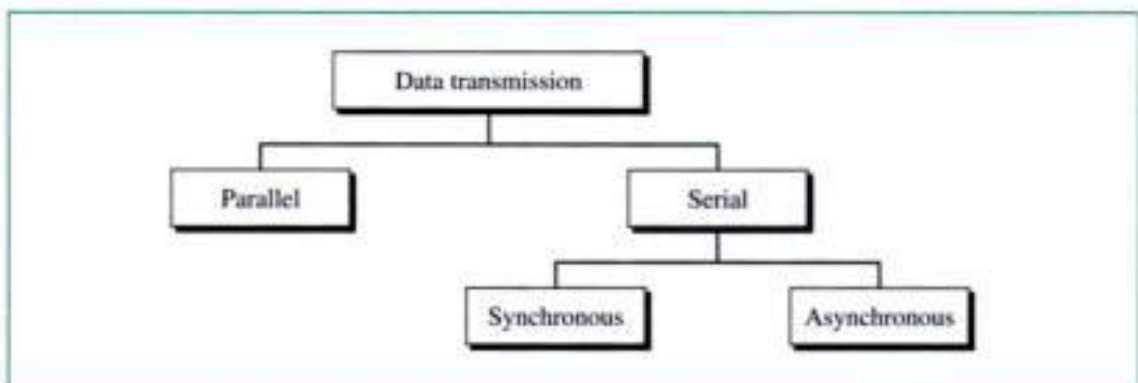 Data transmission
Parallel
Serial
Synchronous
Asynchronous